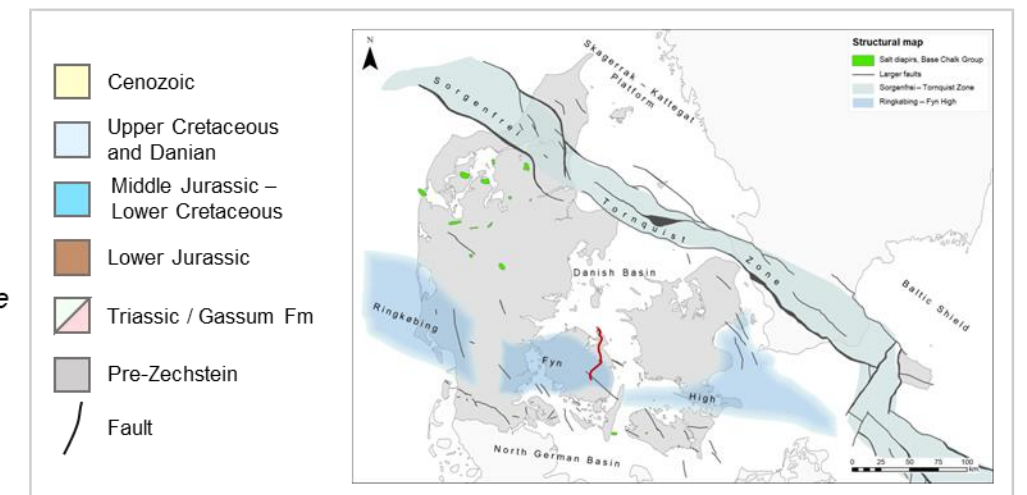 Cenozoic
Upper Cretaceous
and Danian
Middle Jurassic –
Lower Cretaceous
Lower Jurassic
Triassic / Gassum Fm
Pre-Zechstein
Fault
e
N
Structural map
Salt diapirs, Base Chalk Group
Larger faults
Sorgenfrei – Tornquist Zone
Ringkøbing – Fyn High
Skagerrak – Kattegat
Platform
Sorgenfrei
Tornquist
Zone
Danish Basin
Baltic Shield
Ringkøbing
Fyn
High
North German Basin
0 25 50 75 100
km